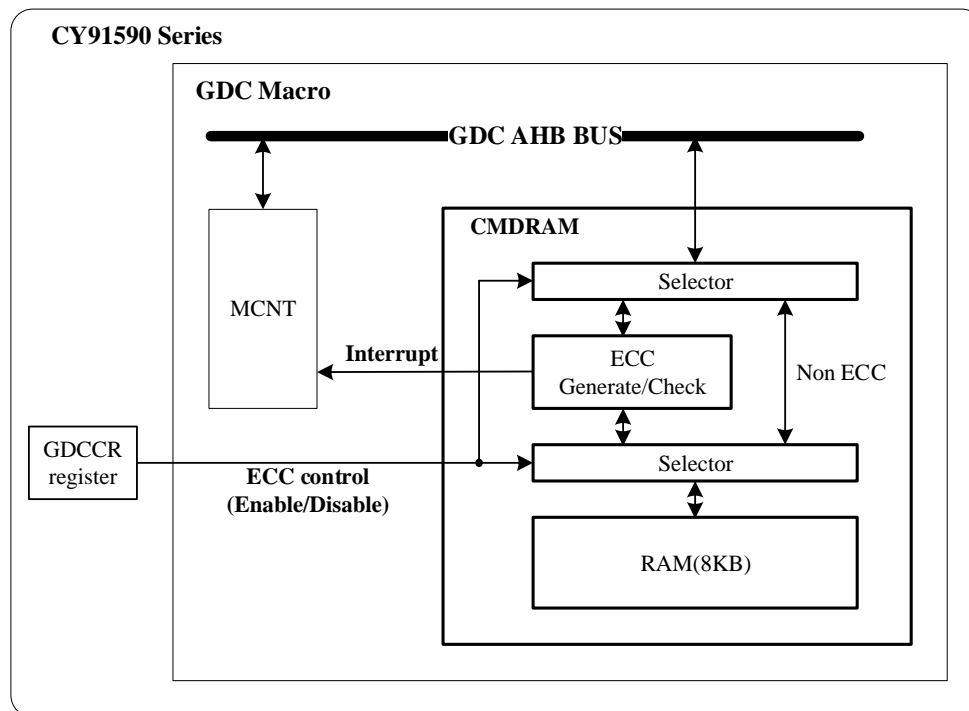 CY91590 Series
GDC Macro
GDC AHB BUS
CMDRAM
Selector
MCNT
Interrupt
ECC
Generate/Check
Non ECC
GDCCR
register
ECC control
(Enable/Disable)
Selector
RAM(8KB)